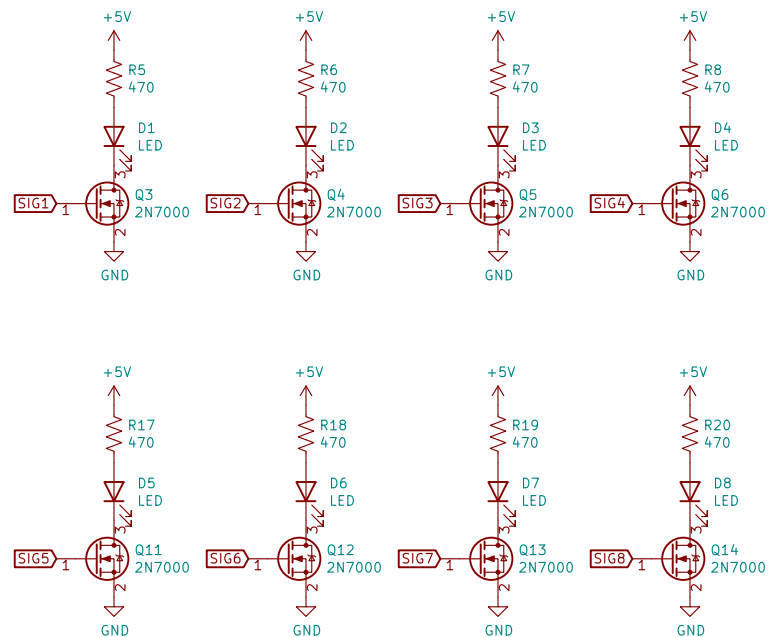 +5V +5V +5V +5V
R5 R6 R7 R8
470 470 470 470
D1 D2 D3 D4
LED LED LED LED
3 3 3 3
Q3 Q4 Q5 Q6
SIG1 SIG2 SIG3 SIG4
1 2N7000 1 2N7000 1 2N7000 1 2N7000
2 2 2 2
GND GND GND GND
+5V +5V +5V +5V
R17 R18 R19 R20
470 470 470 470
D5 D6 D7 D8
LED LED LED LED
3 3 3 3
Q11 Q12 Q13 Q14
SIG5 SIG6 SIG7 SIG8
1 2N7000 1 2N7000 1 2N7000 1 2N7000
2 2 2 2
GND GND GND GND